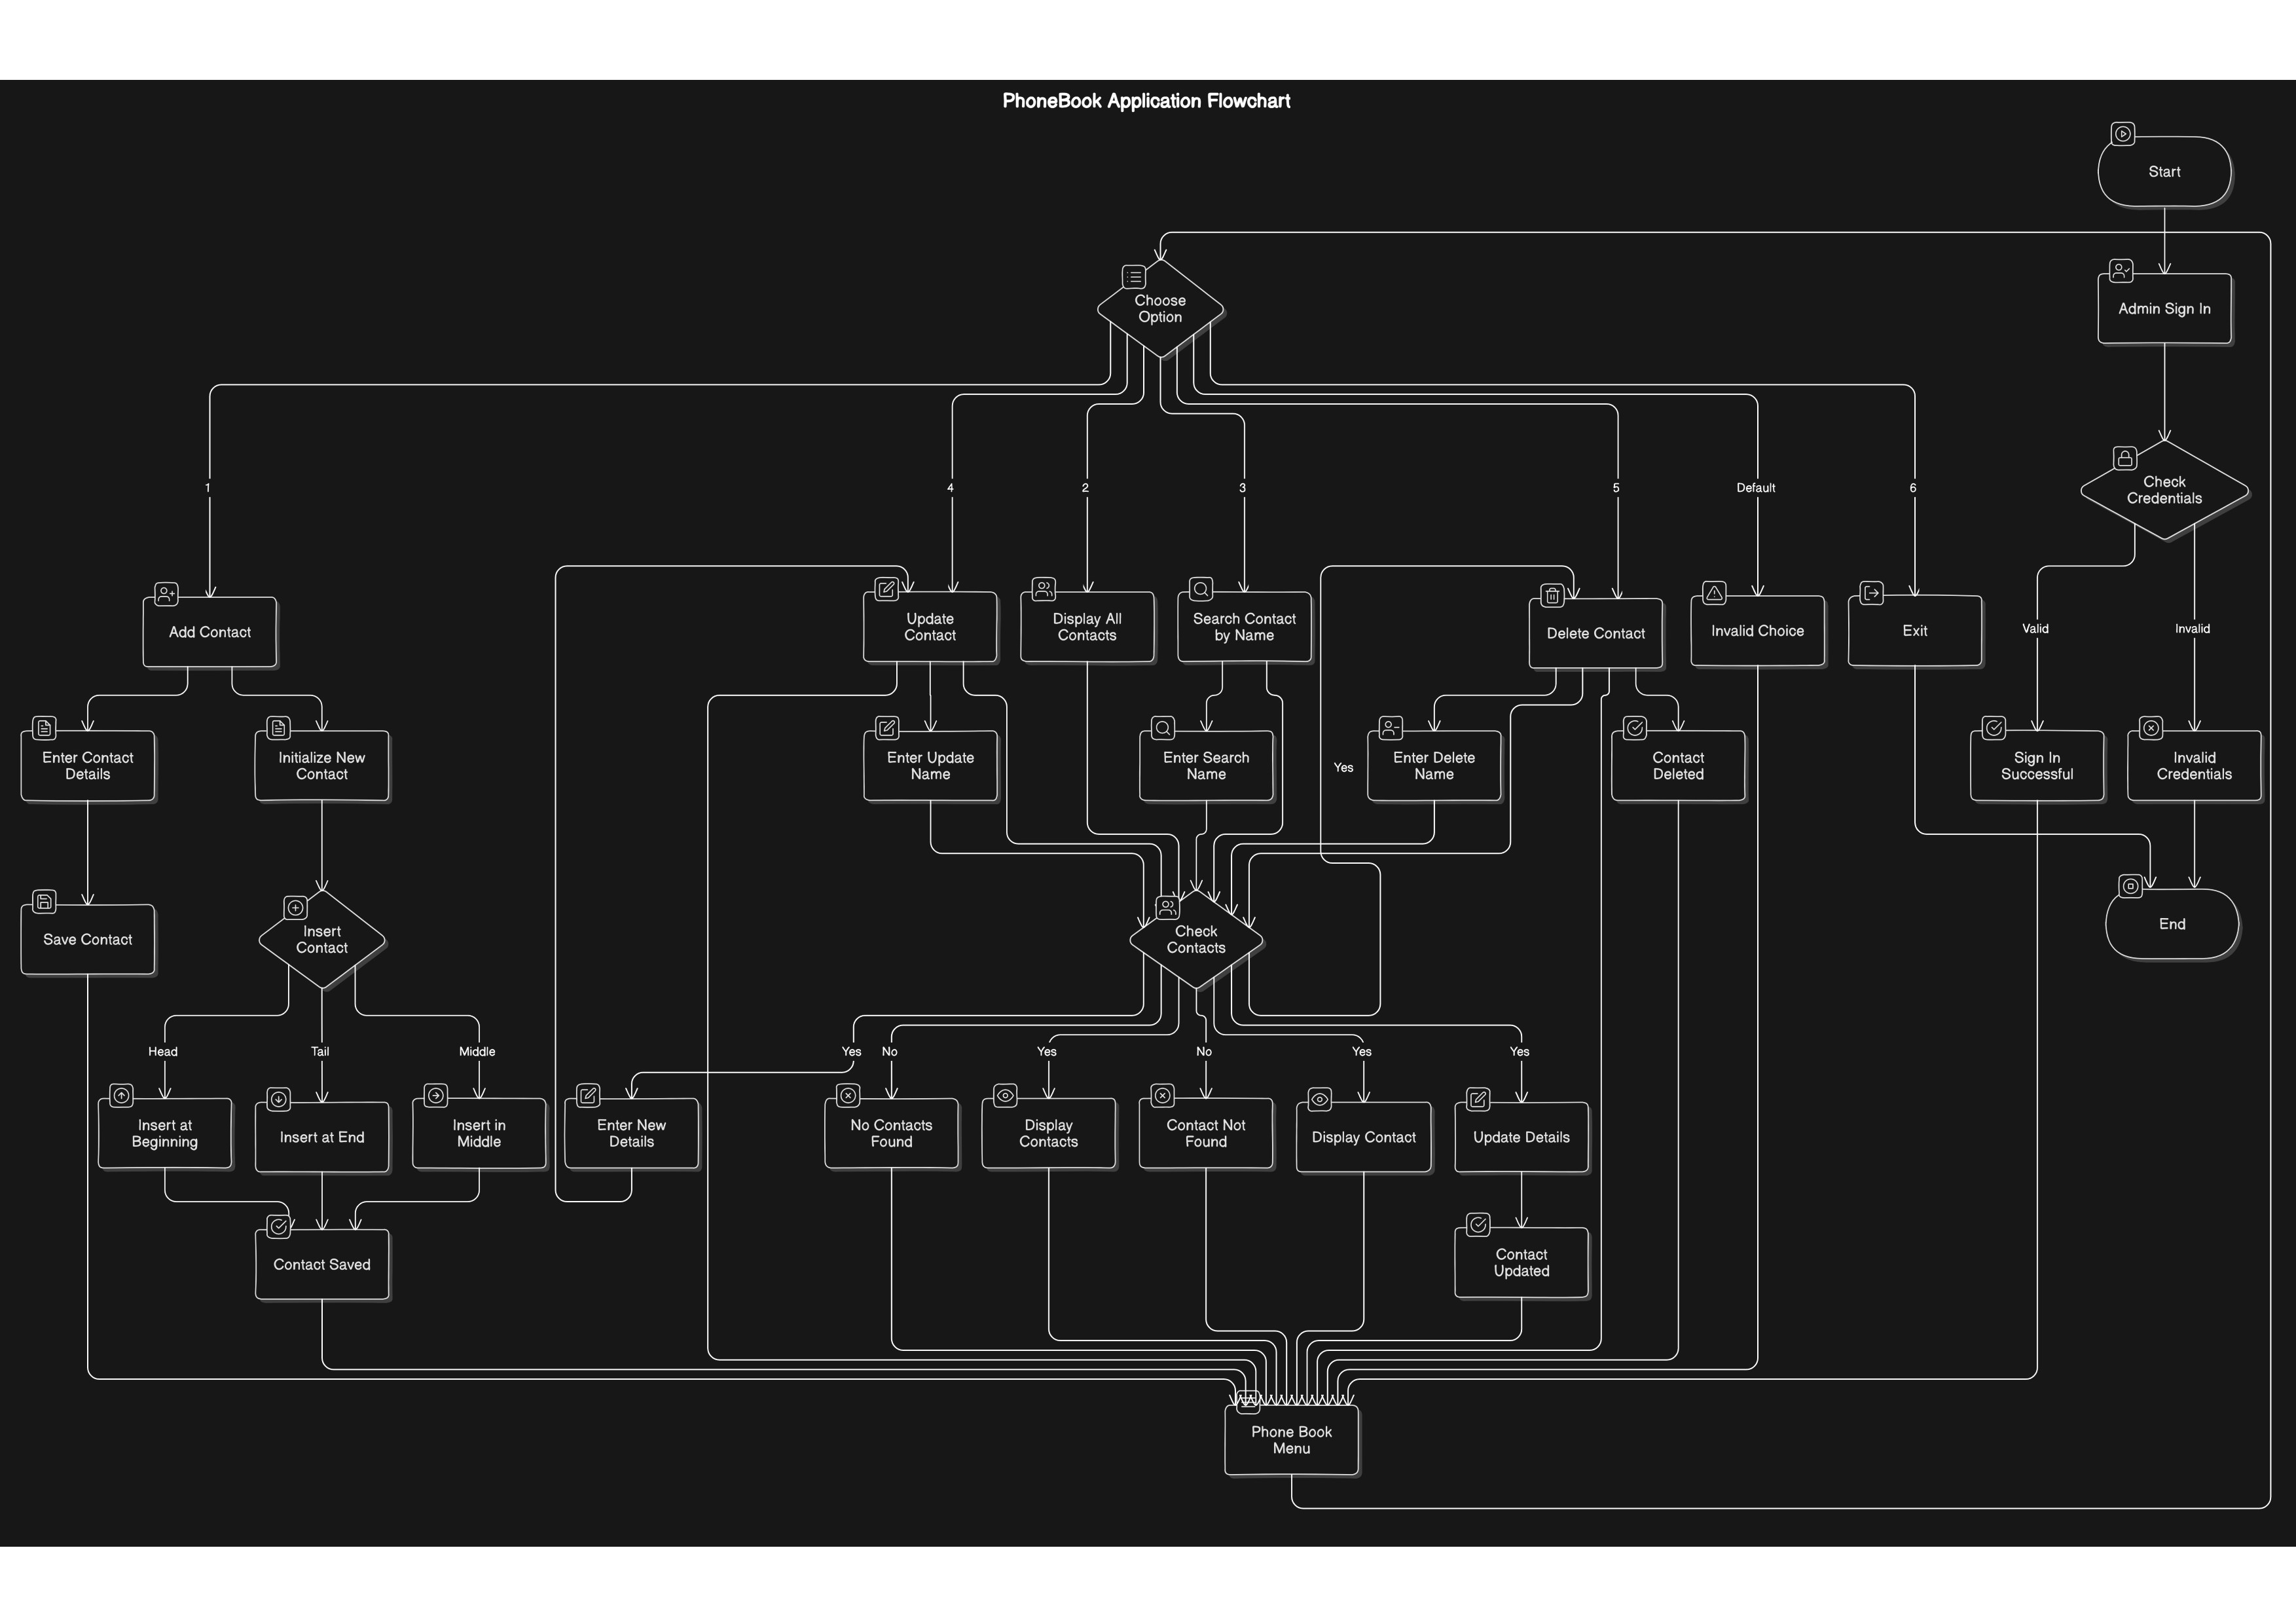 PhoneBook Application Flowchart
Start
Choose
Option
Admin Sign In
1
4
2
3
5
Default
6
Check
Credentials
Add Contact
Update
Contact
Display All
Contacts
Search Contact
by Name
Delete Contact
Invalid Choice
Exit
Valid
Invalid
Enter Contact
Details
Initialize New
Contact
Enter Update
Name
Enter Search
Name
Yes
Enter Delete
Name
Contact
Deleted
Sign In
Successful
Invalid
Credentials
Save Contact
Insert
Contact
Check
Contacts
End
Head
Tail
Middle
Yes
No
Yes
No
Yes
Yes
Insert at
Beginning
Insert at End
Insert in
Middle
Enter New
Details
No Contacts
Found
Display
Contacts
Contact Not
Found
Display Contact
Update Details
Contact Saved
Contact
Updated
Phone Book
Menu